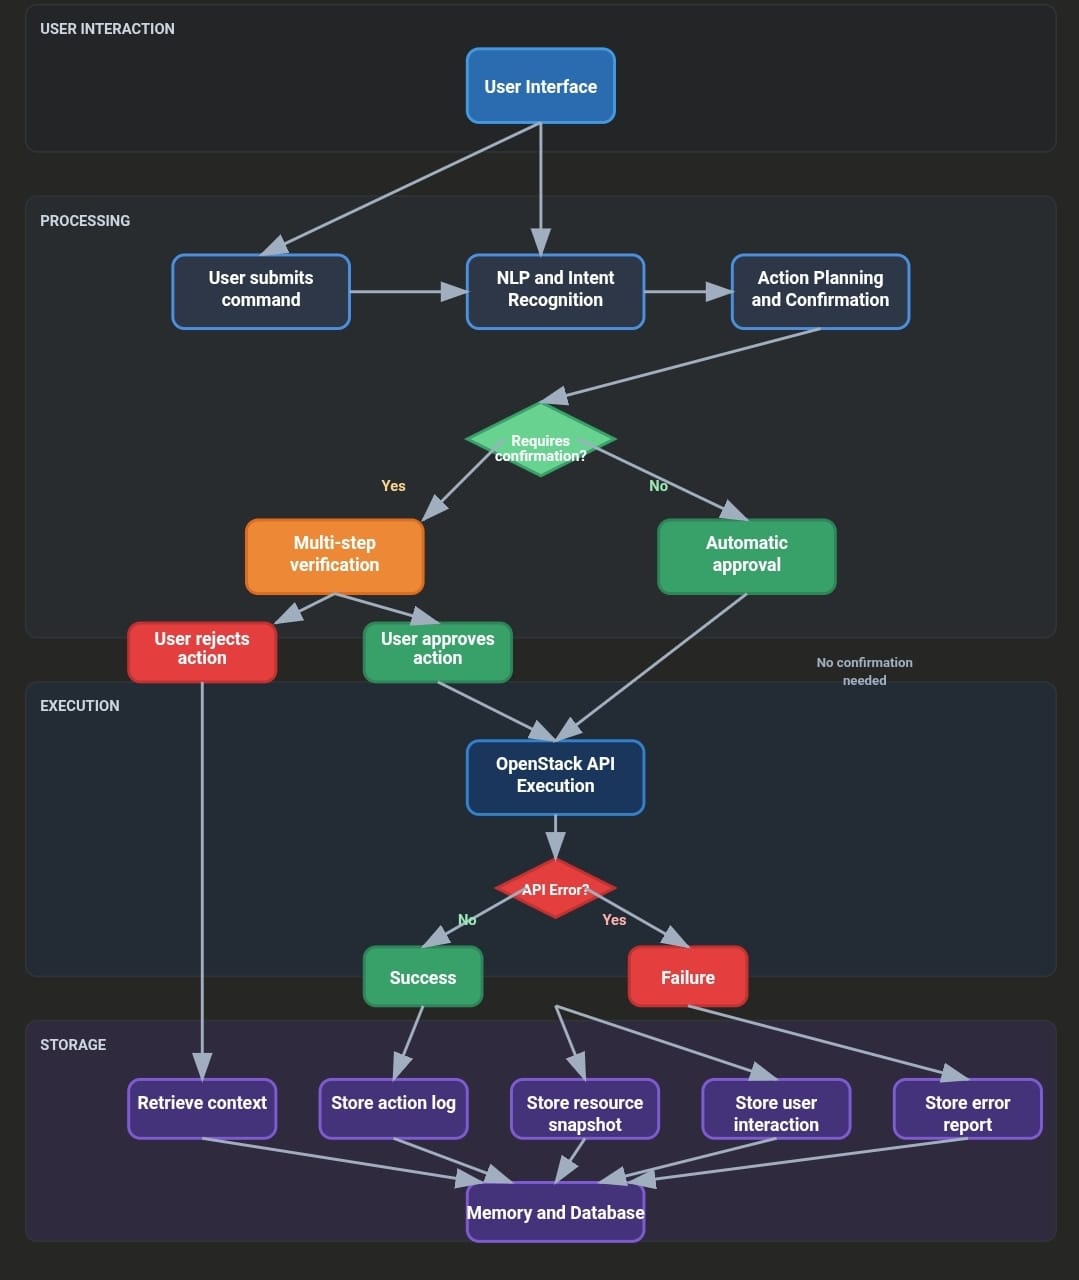 USER INTERACTION
User Interface
PROCESSING
User submits
command
NLP and Intent
Recognition
Action Planning
and Confirmation
Requires
confirmation?
Yes
No
Multi-step
verification
Automatic
approval
User rejects
action
User approves
action
No confirmation
needed
EXECUTION
OpenStack API
Execution
API Error?
No
Yes
Success
Failure
STORAGE
Retrieve context
Store action log
Store resource
snapshot
Store user
interaction
Store error
report
Memory and Database